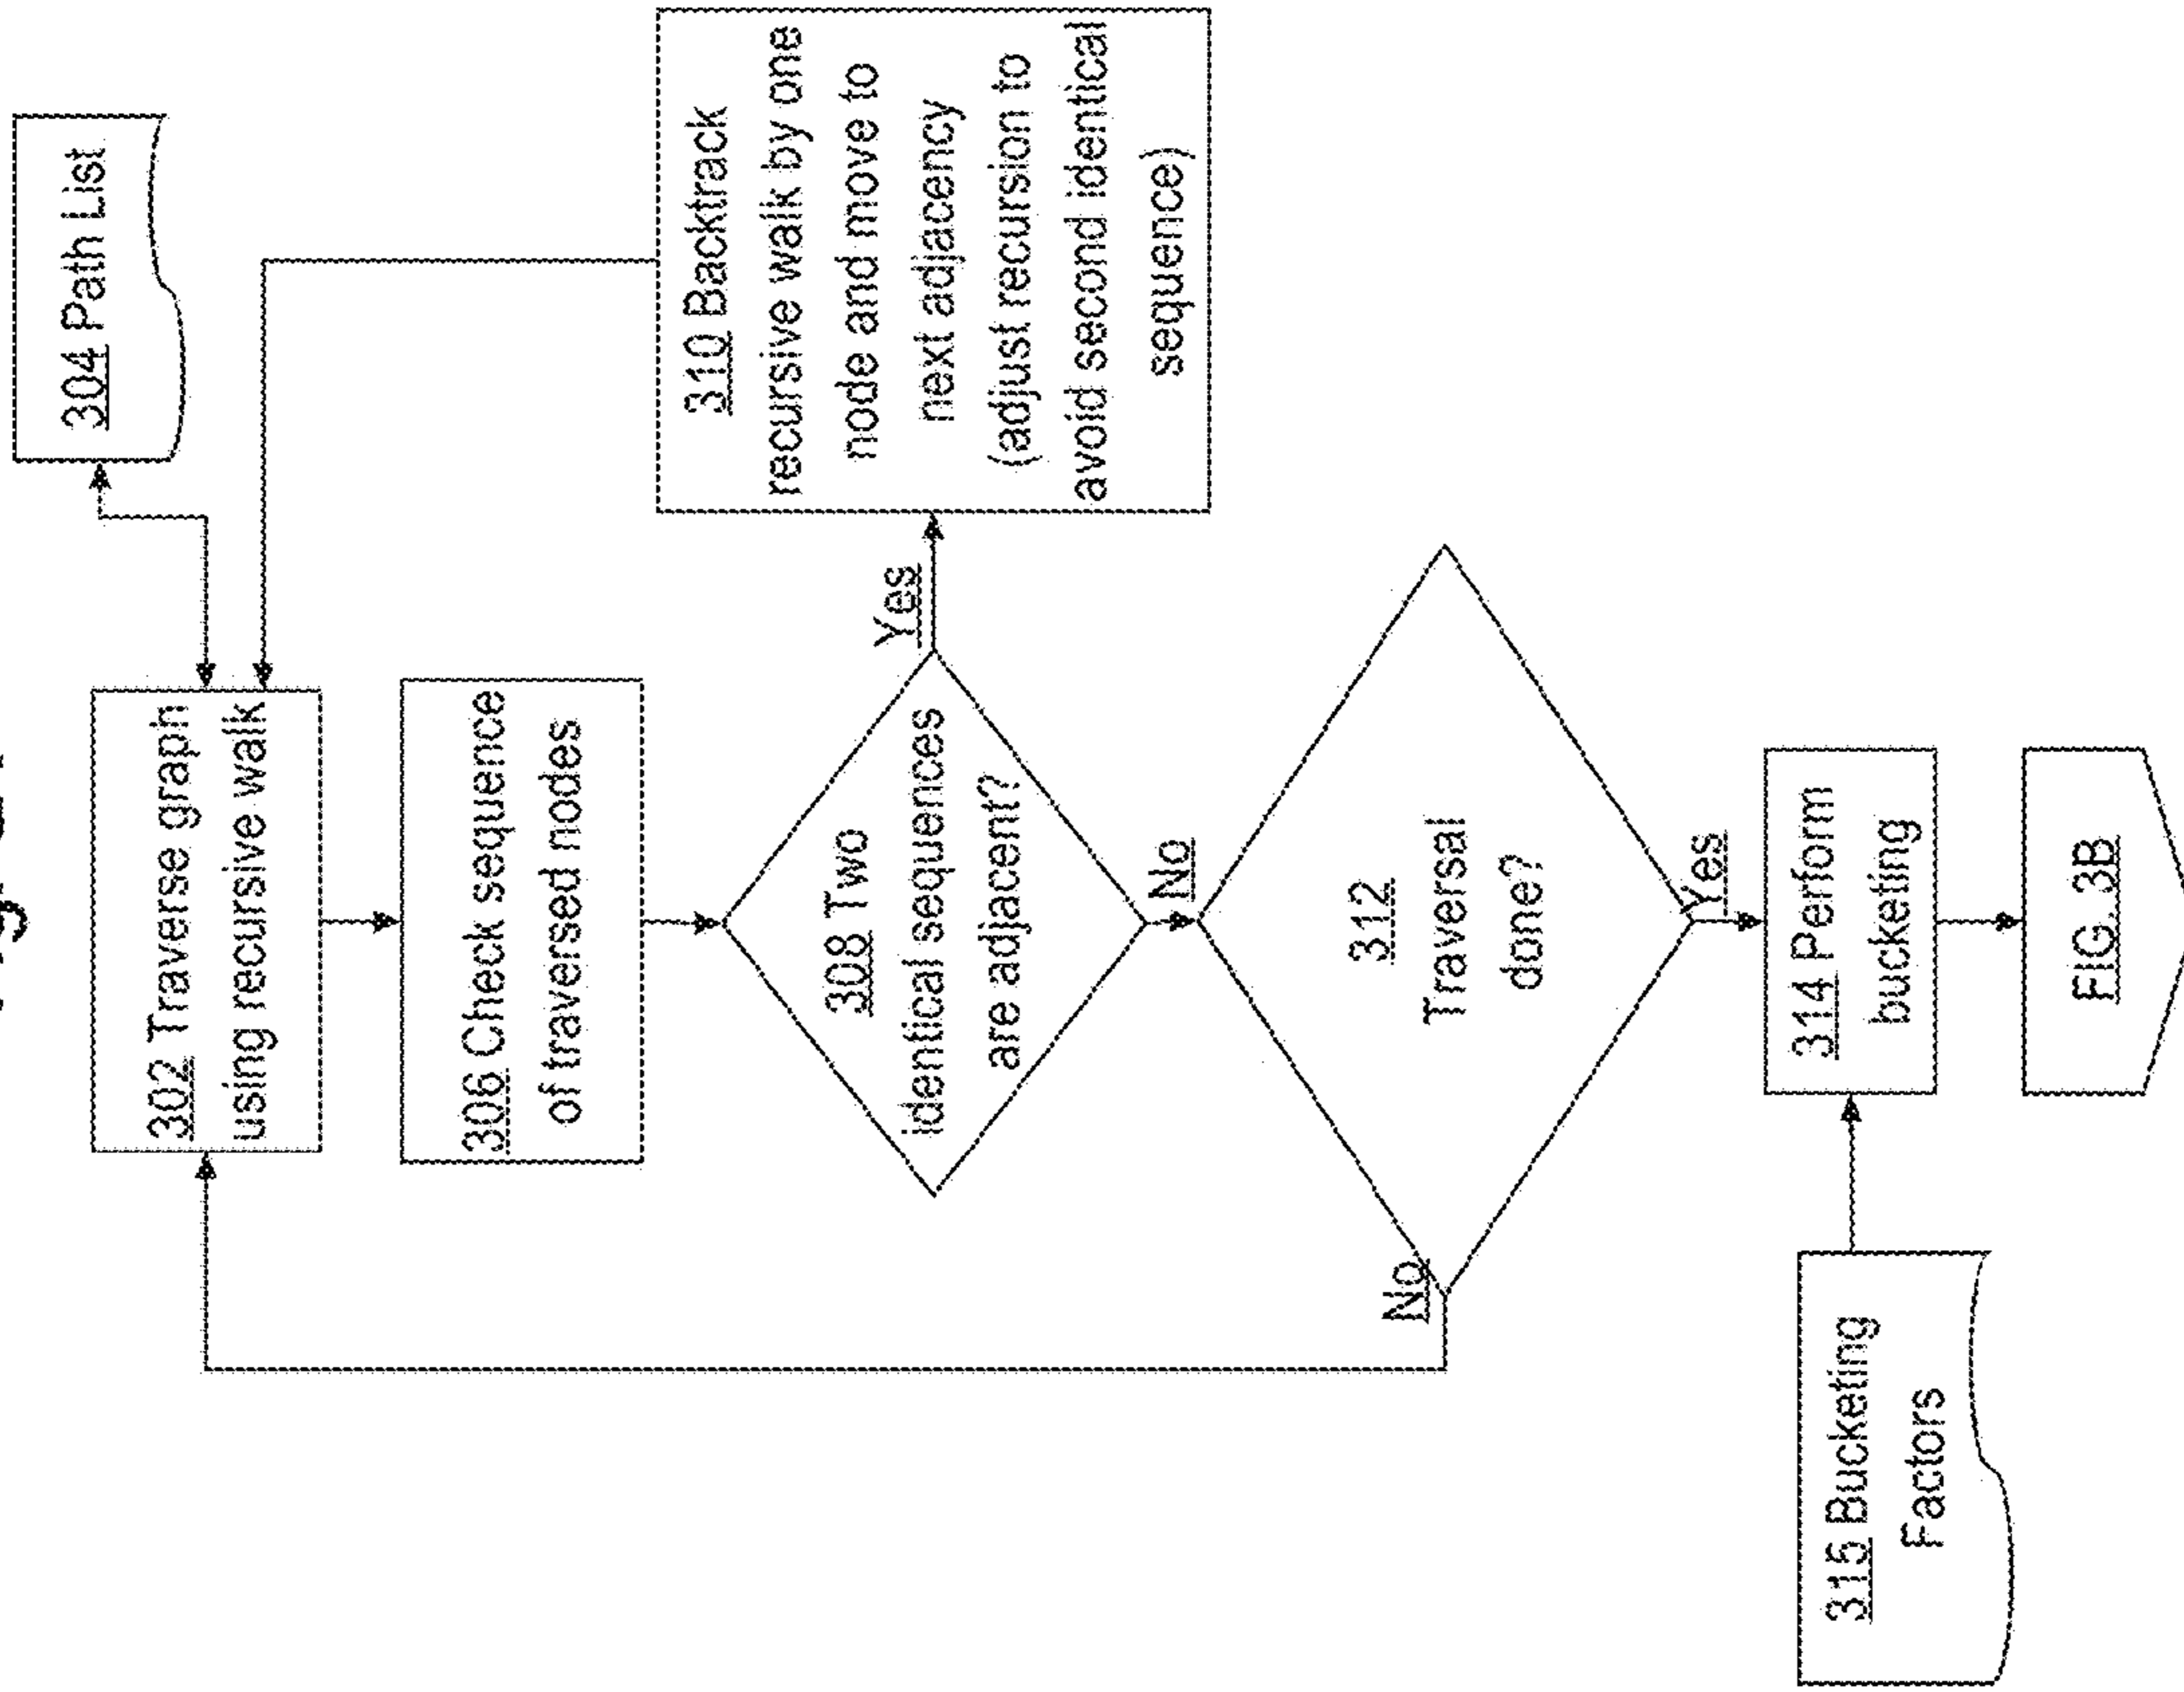 304 Path List
302 Traverse graph
using recursive walk
306 Check sequence
of traversed nodes
308 Two
identical sequences
are adjacent?
Yes
310 Backtrack
recursive walk by one
node and move to
next adjacency
(adjust recursion to
avoid second identical
sequence)
No
312
Traversal
done?
No
Yes
314 Perform
bucketing
315 Bucketing
Factors
FIG. 3B